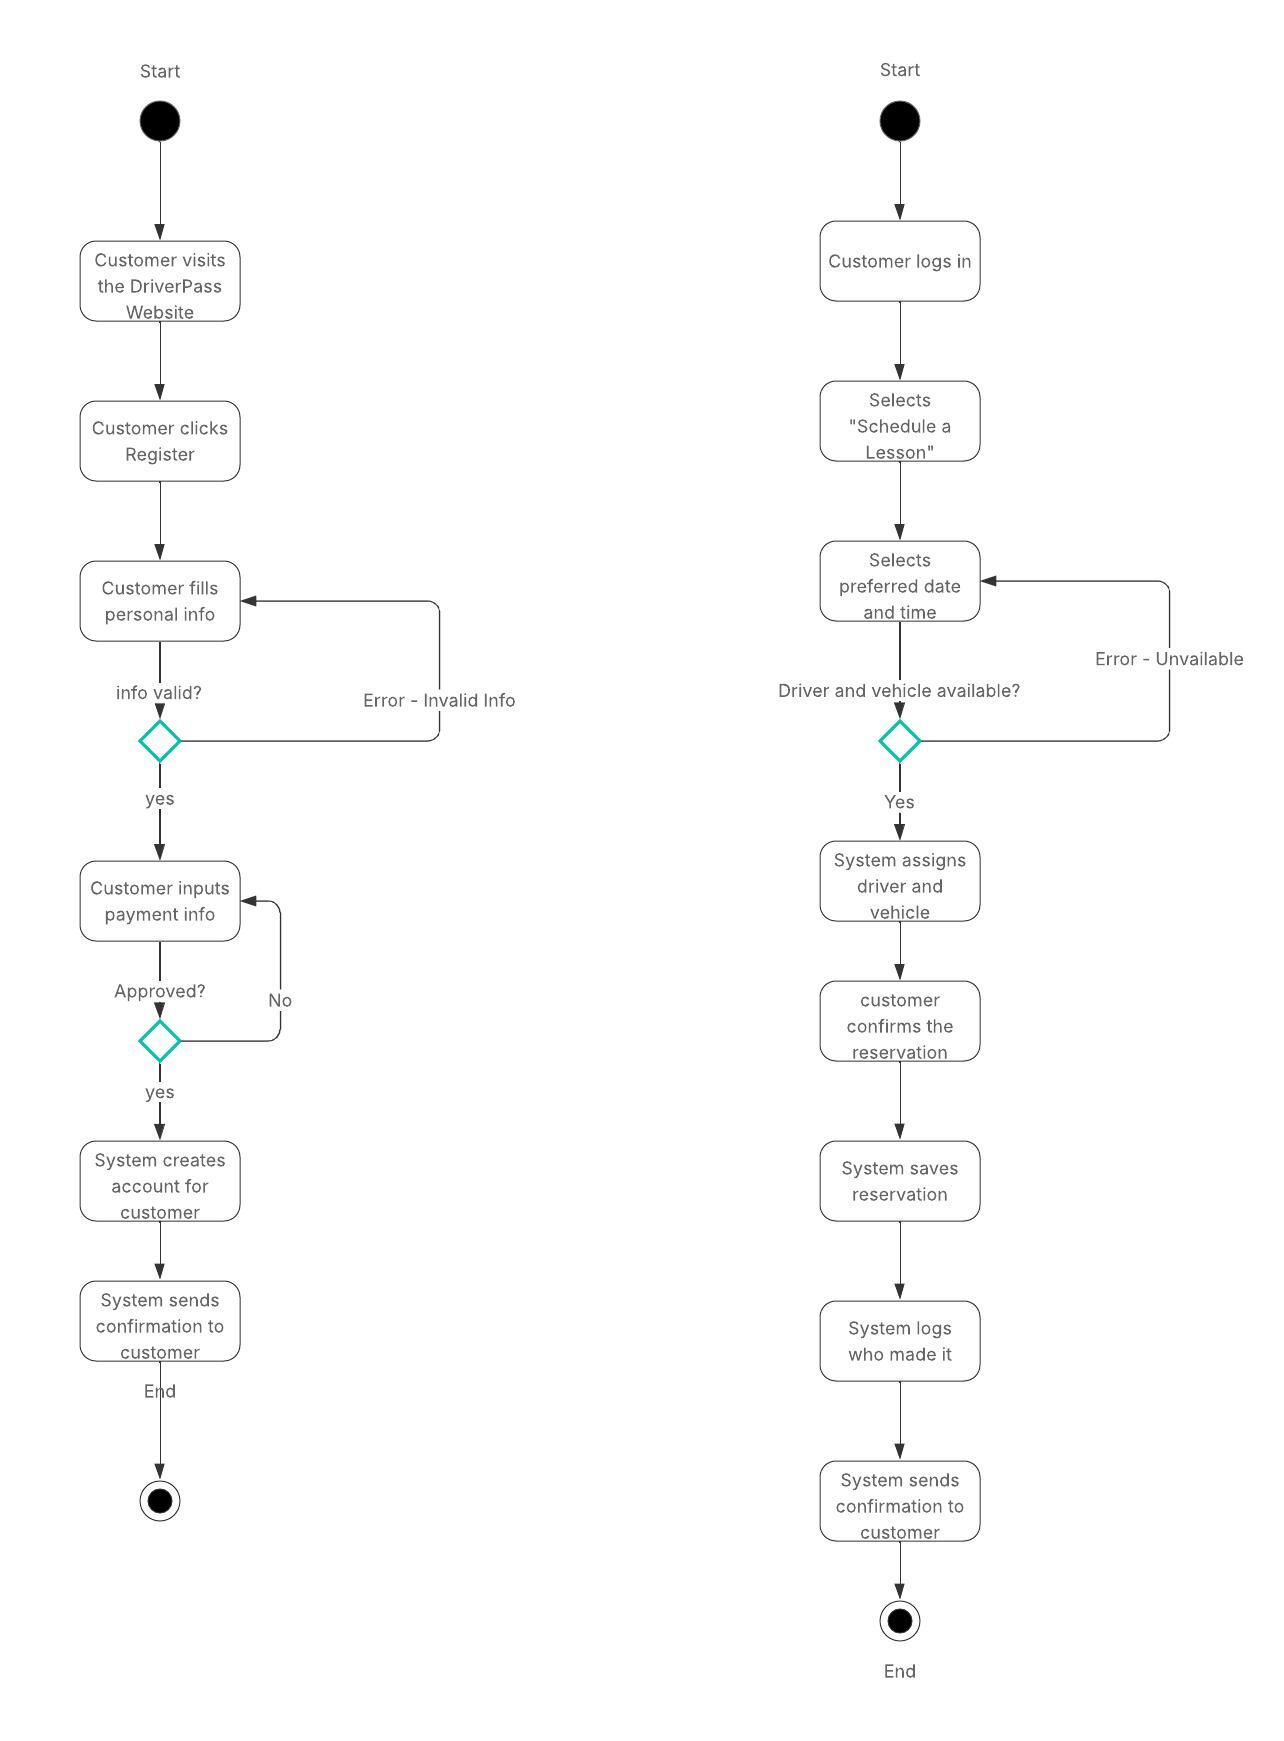 Start
Customer visits
the DriverPass
Website
Customer clicks
Register
Customer fills
personal info
info valid?
Error - Invalid Info
yes
Customer inputs
payment info
Approved?
No
yes
System creates
account for
customer
System sends
confirmation to
customer
End
Start
Customer logs in
Selects
"Schedule a
Lesson"
Selects
preferred date
and time
Error - Unvailable
Driver and vehicle available?
Yes
System assigns
driver and
vehicle
customer
confirms the
reservation
System saves
reservation
System logs
who made it
System sends
confirmation to
customer
End